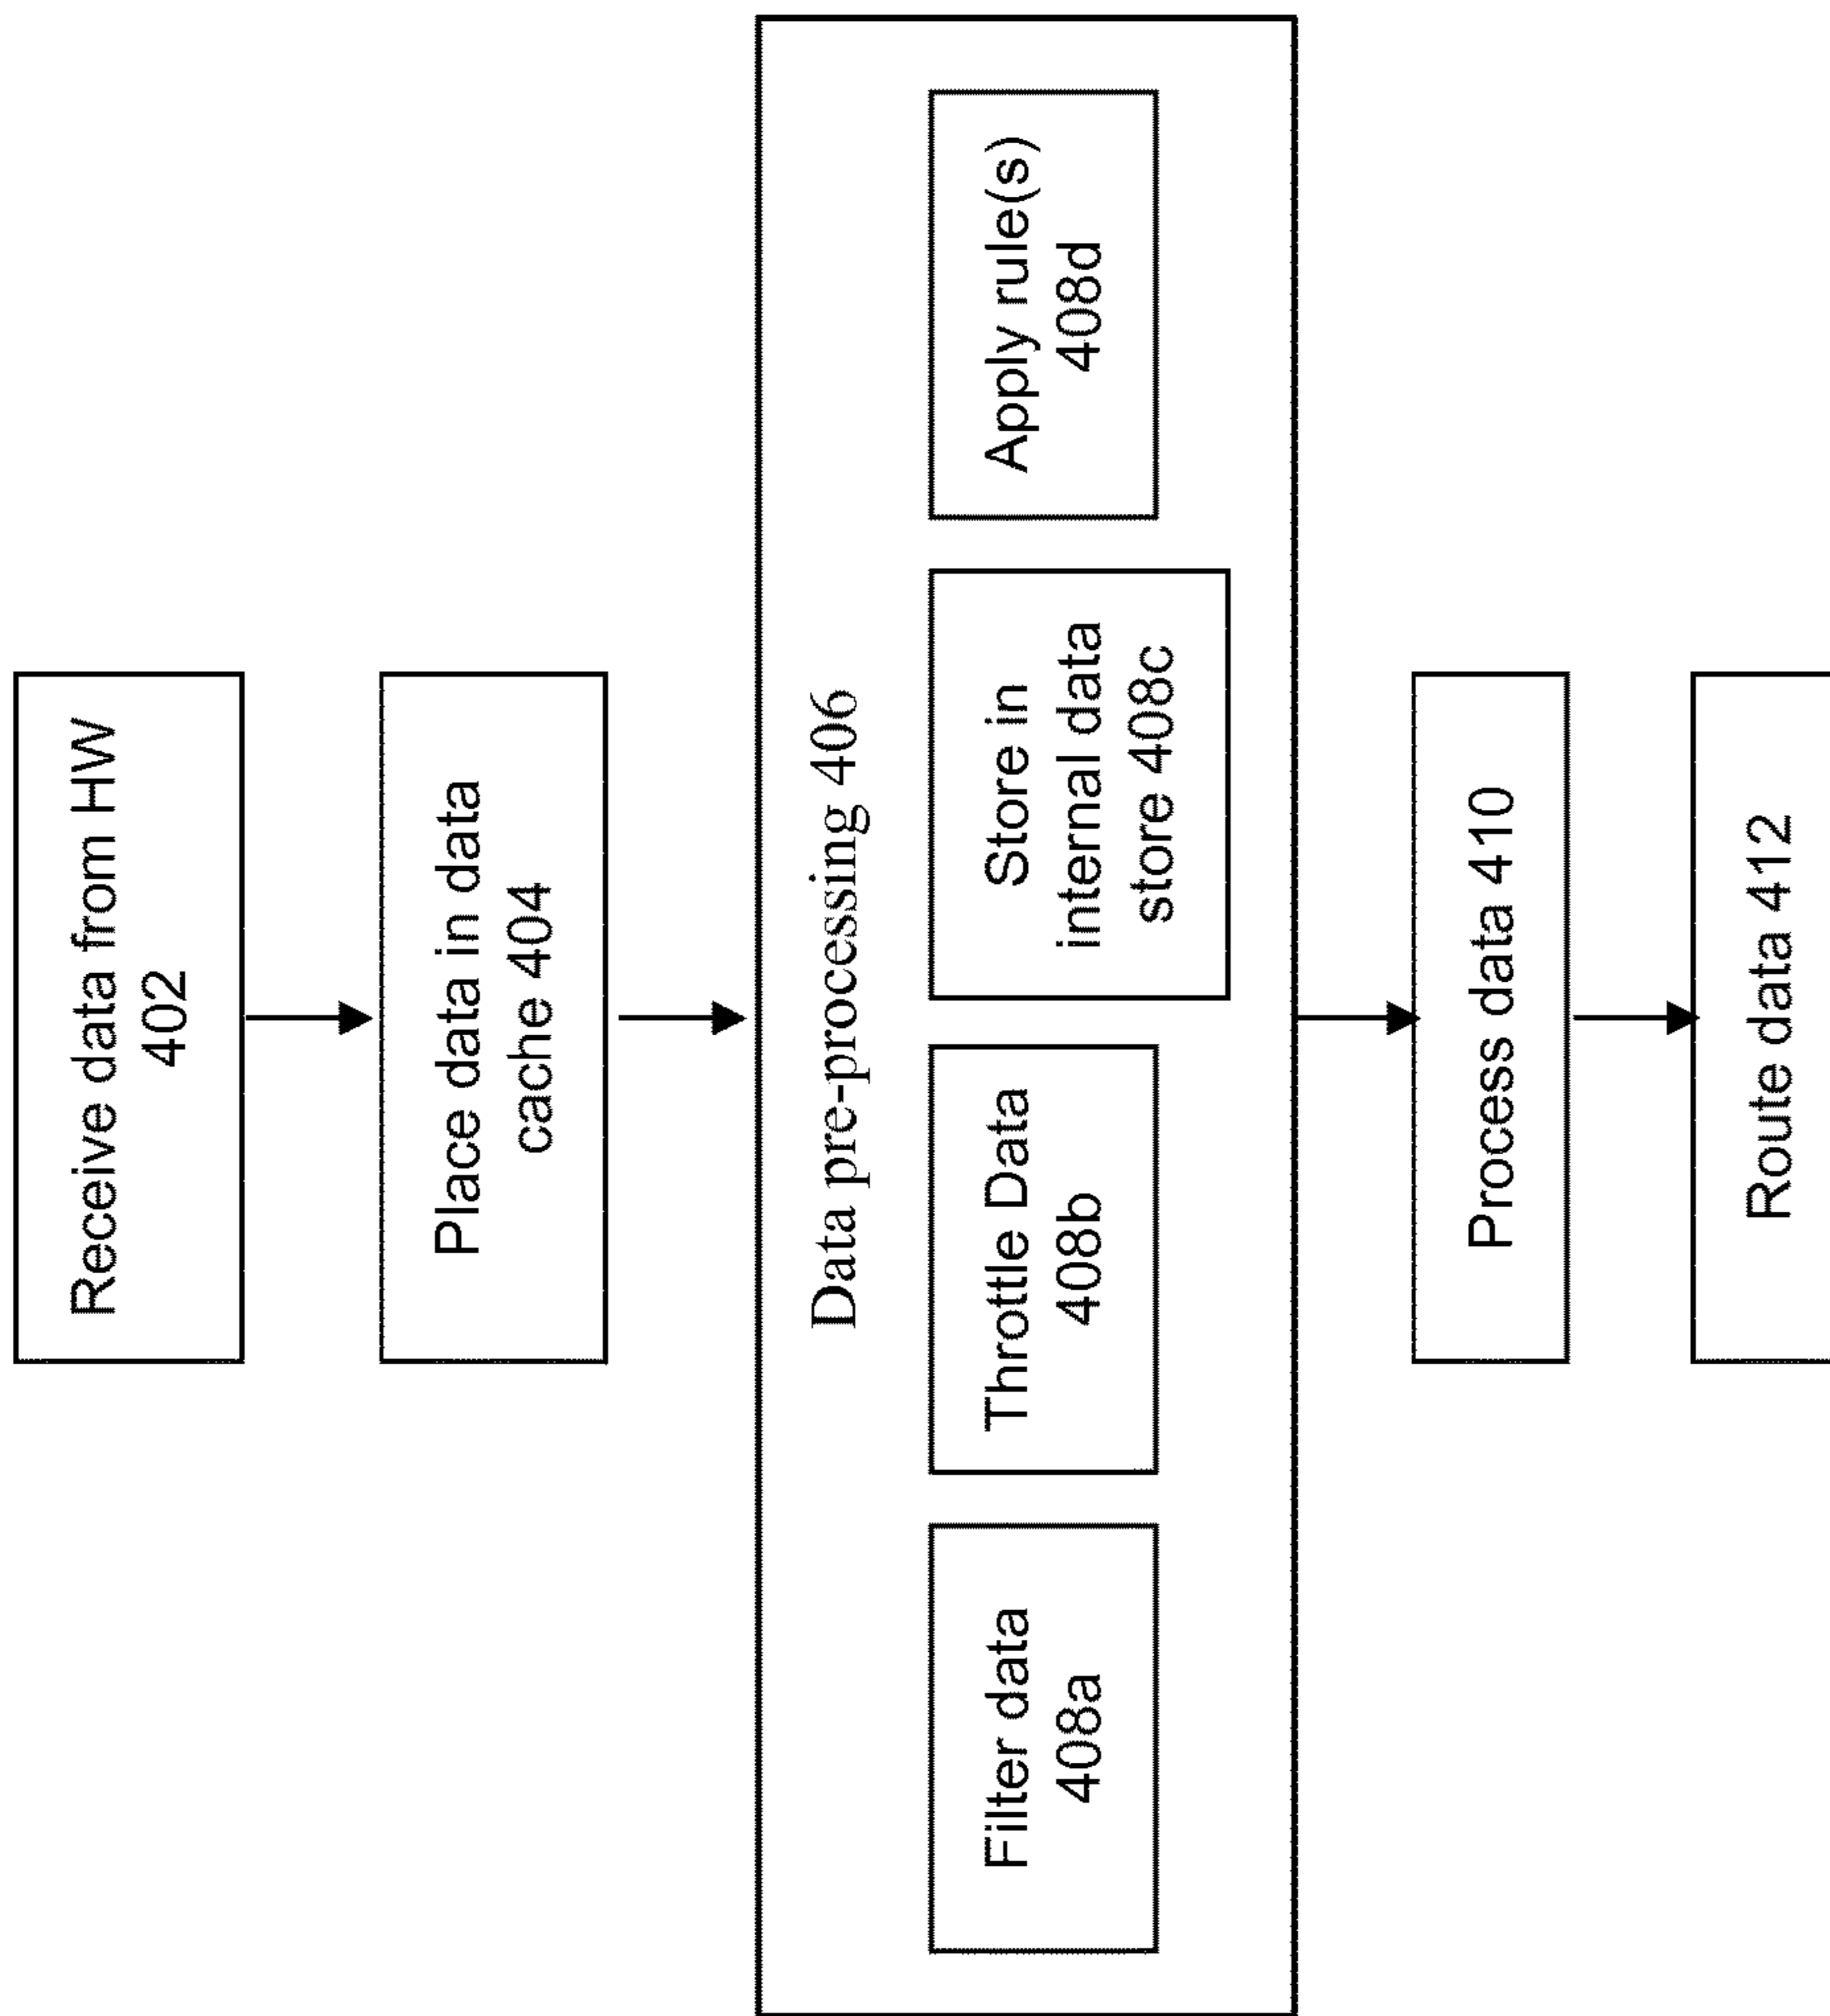 Receive data from HW
402
Place data in data
cache 404
Data pre-processing 406
Filter data
408a
Throttle Data
408b
Store in
internal data
store 408c
Apply rule(s)
408d
Process data 410
Route data 412